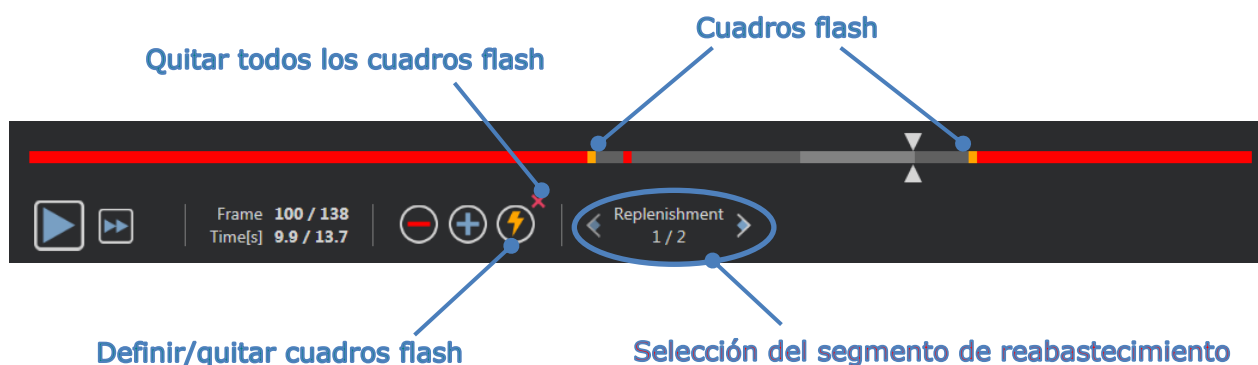 Cuadros flash
Quitar todos los cuadros flash
Frame 100 / 138
Time[s] 9.9 / 13.7
Replenishment
1 / 2
Definir/quitar cuadros flash
Selección del segmento de reabastecimiento